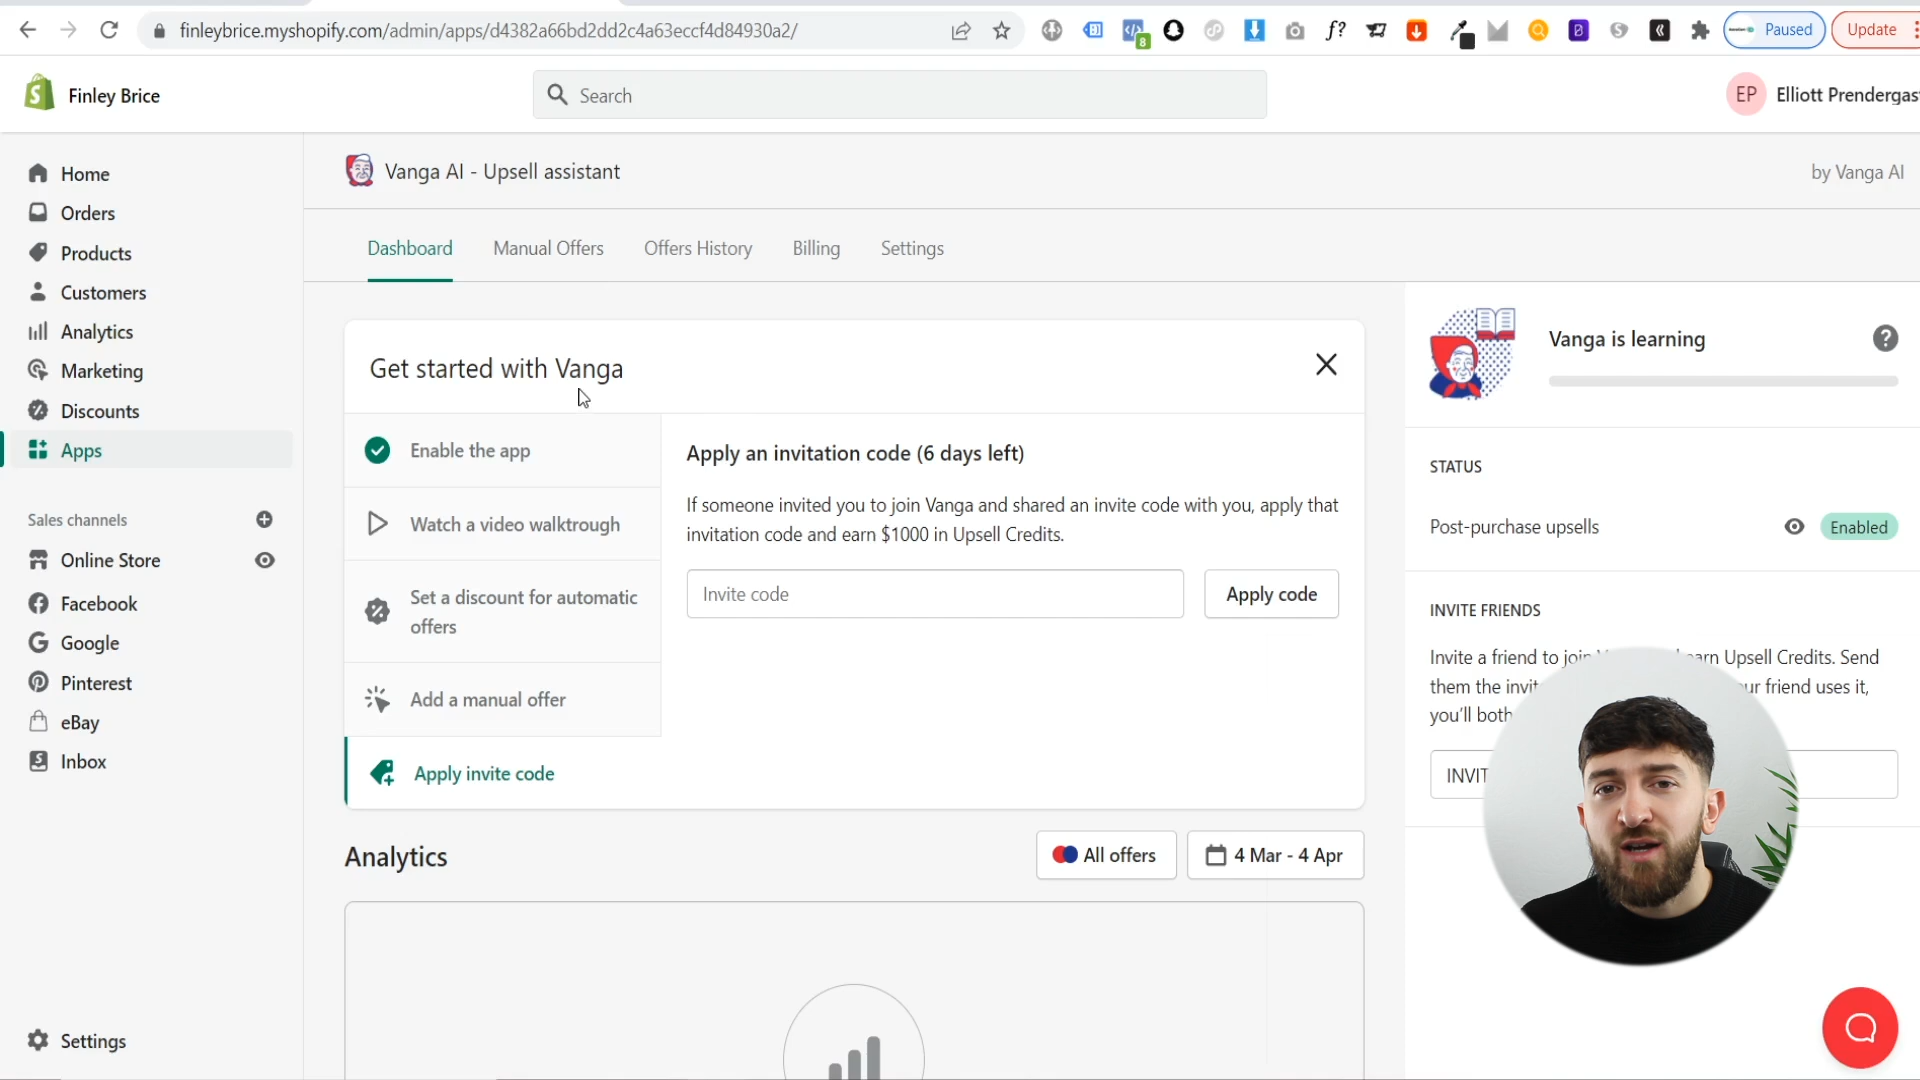 finleybrice.myshopify.com/admin/apps/d4382a66bd2dd2c4a63eccf4d84930a2/
8
f?
Paused
Update
Finley Brice
Search
EP
Elliott Prendergas
Home
Orders
Products
Customers
Analytics
Marketing
Discounts
Apps
Sales channels
Online Store
Facebook
Google
Pinterest
eBay
Inbox
Settings
Vanga AI - Upsell assistant
by Vanga AI
Dashboard
Manual Offers
Offers History
Billing
Settings
Get started with Vanga
Enable the app
Watch a video walktrough
Set a discount for automatic
offers
Add a manual offer
Apply invite code
Apply an invitation code (6 days left)
If someone invited you to join Vanga and shared an invite code with you, apply that
invitation code and earn $1000 in Upsell Credits.
Invite code
Apply code
Analytics
All offers
4 Mar - 4 Apr
Vanga is learning
STATUS
Post-purchase upsells
Enabled
INVITE FRIENDS
Invite a friend to join earn Upsell Credits. Send
them the invit our friend uses it,
you'll both
INVIT